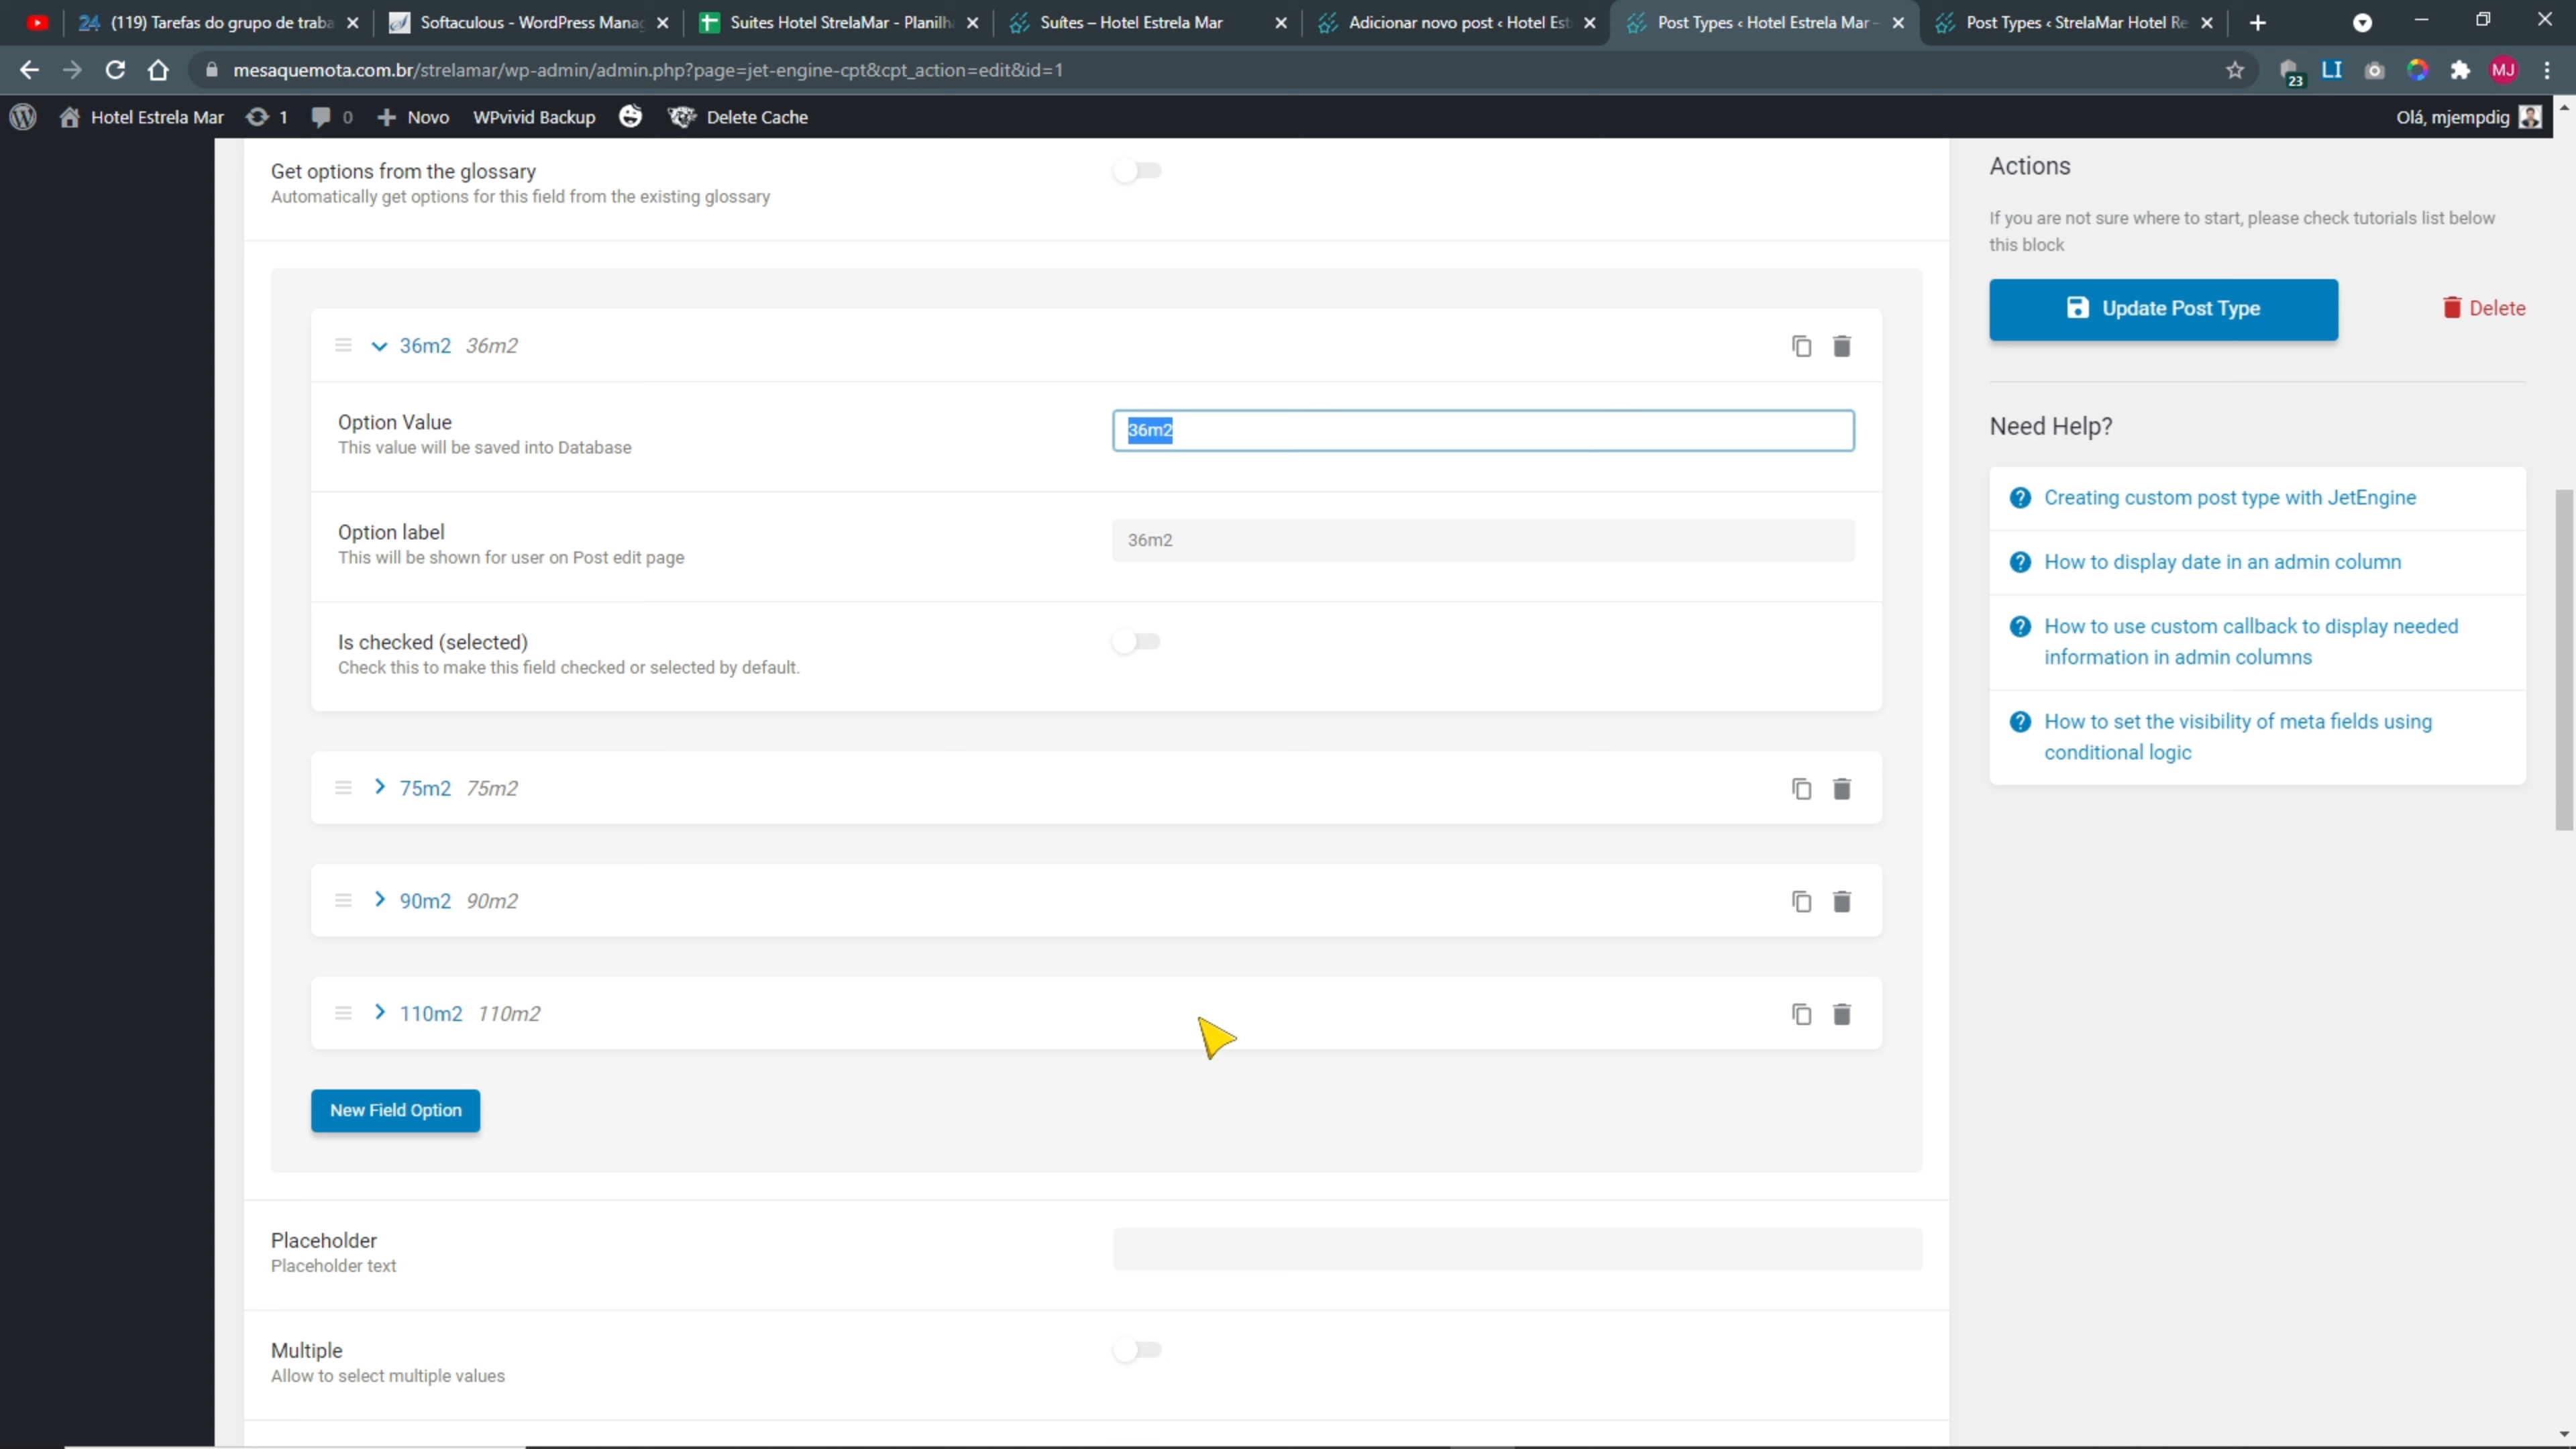 (119) Tarefas do grupo de traba
Softaculous - WordPress Manag
Suites Hotel StrelaMar - Planilha
Suítes – Hotel Estrela Mar
Adicionar novo post ‹ Hotel Est
Post Types ‹ Hotel Estrela Mar –
Post Types ‹ StrelaMar Hotel Re
mesaquemota.com.br/strelamar/wp-admin/admin.php?page=jet-engine-cpt&cpt_action=edit&id=1
23
LI
MJ
Hotel Estrela Mar
1
0
Novo
WPvivid Backup
Delete Cache
Olá, mjempdig
Get options from the glossary
Automatically get options for this field from the existing glossary
36m2 36m2
Option Value
This value will be saved into Database
36m2
Option label
This will be shown for user on Post edit page
36m2
Is checked (selected)
Check this to make this field checked or selected by default.
75m2 75m2
90m2 90m2
110m2 110m2
New Field Option
Placeholder
Placeholder text
Multiple
Allow to select multiple values
Actions
If you are not sure where to start, please check tutorials list below
this block
Update Post Type
Delete
Need Help?
Creating custom post type with JetEngine
How to display date in an admin column
How to use custom callback to display needed
information in admin columns
How to set the visibility of meta fields using
conditional logic